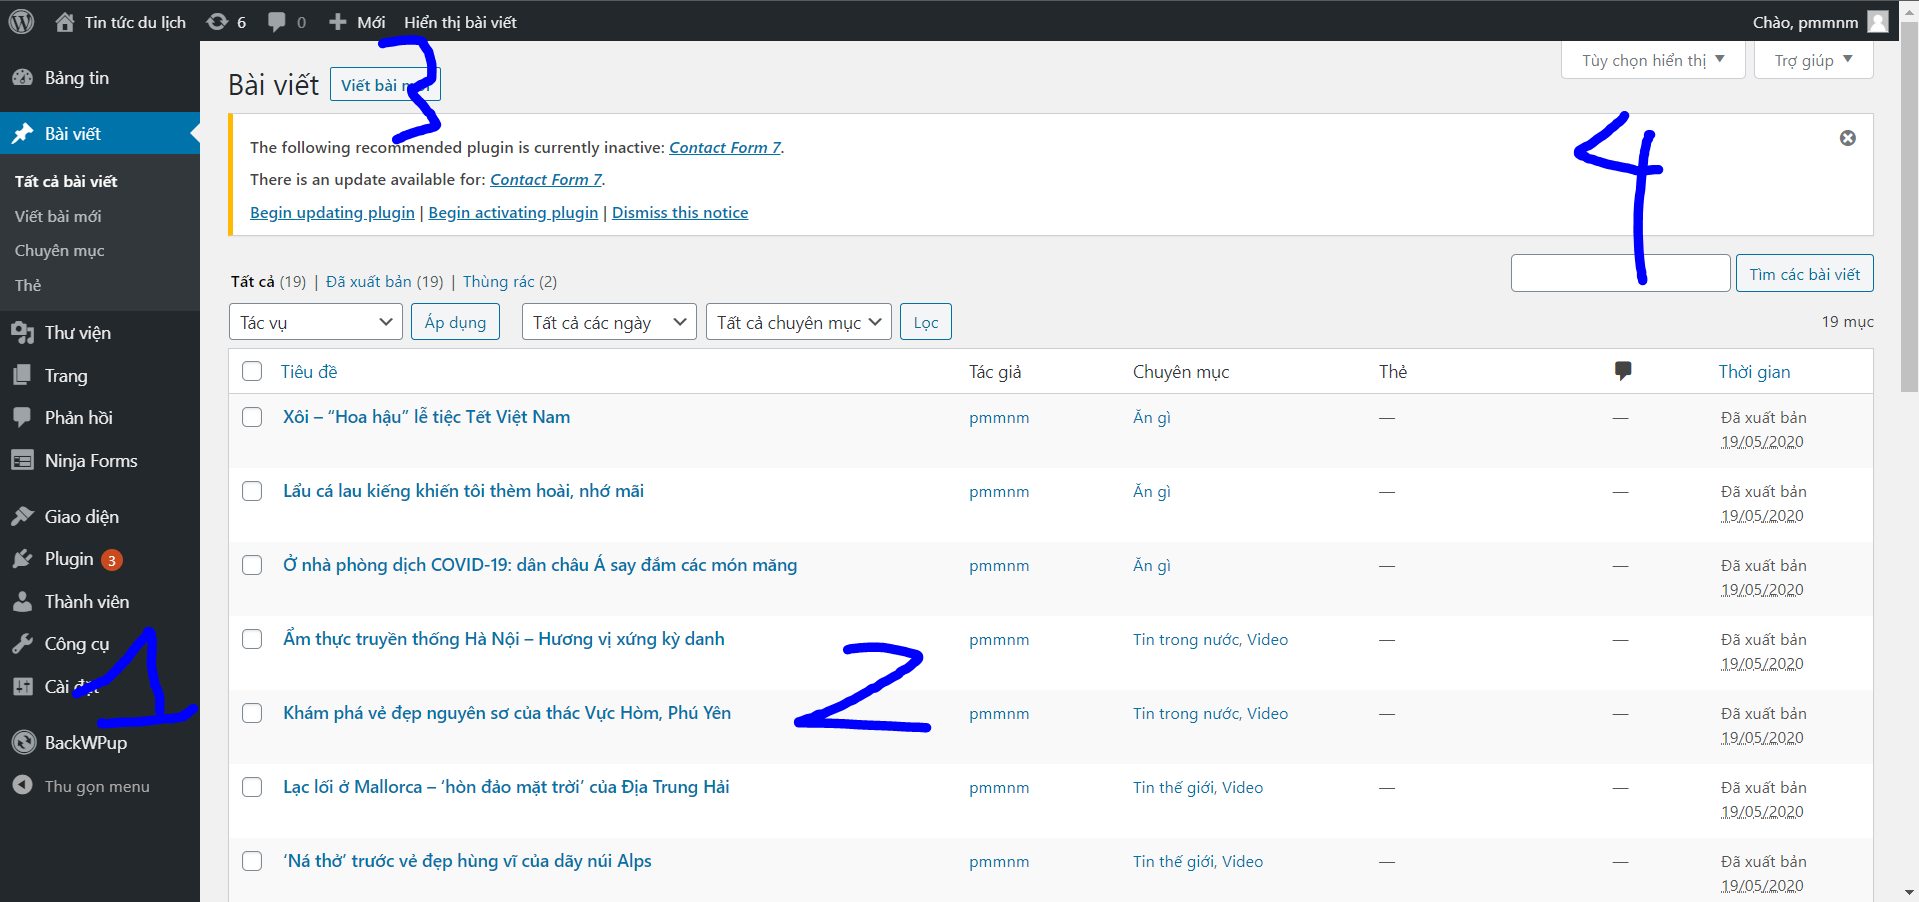 Tin tức du lịch 6 0 Mới Hiển thị bài viết Chào, pmmnm
Bảng tin
Bài viết
Tất cả bài viết
Viết bài mới
Chuyên mục
Thẻ
Thư viện
Trang
Phản hồi
Ninja Forms
Giao diện
Plugin 3
Thành viên
Công cụ
Cài đặt
BackWPup
Thu gọn menu
1
Tùy chọn hiển thị Trợ giúp
Bài viết Viết bài mới
3
4
The following recommended plugin is currently inactive: Contact Form 7.
There is an update available for: Contact Form 7.
Begin updating plugin | Begin activating plugin | Dismiss this notice
Tất cả (19) | Đã xuất bản (19) | Thùng rác (2) Tìm các bài viết
Tác vụ Áp dụng Tất cả các ngày Tất cả chuyên mục Lọc 19 mục
Tiêu đề Tác giả Chuyên mục Thẻ Thời gian
Xôi – “Hoa hậu” lễ tiệc Tết Việt Nam pmmnm Ăn gì — — Đã xuất bản
19/05/2020
Lẩu cá lau kiếng khiến tôi thèm hoài, nhớ mãi pmmnm Ăn gì — — Đã xuất bản
19/05/2020
Ở nhà phòng dịch COVID-19: dân châu Á say đắm các món măng pmmnm Ăn gì — — Đã xuất bản
19/05/2020
Ẩm thực truyền thống Hà Nội – Hương vị xứng kỳ danh pmmnm Tin trong nước, Video — — Đã xuất bản
19/05/2020
2
Khám phá vẻ đẹp nguyên sơ của thác Vực Hòm, Phú Yên pmmnm Tin trong nước, Video — — Đã xuất bản
19/05/2020
Lạc lối ở Mallorca – ‘hòn đảo mặt trời’ của Địa Trung Hải pmmnm Tin thế giới, Video — — Đã xuất bản
19/05/2020
‘Ná thở’ trước vẻ đẹp hùng vĩ của dãy núi Alps pmmnm Tin thế giới, Video — — Đã xuất bản
19/05/2020